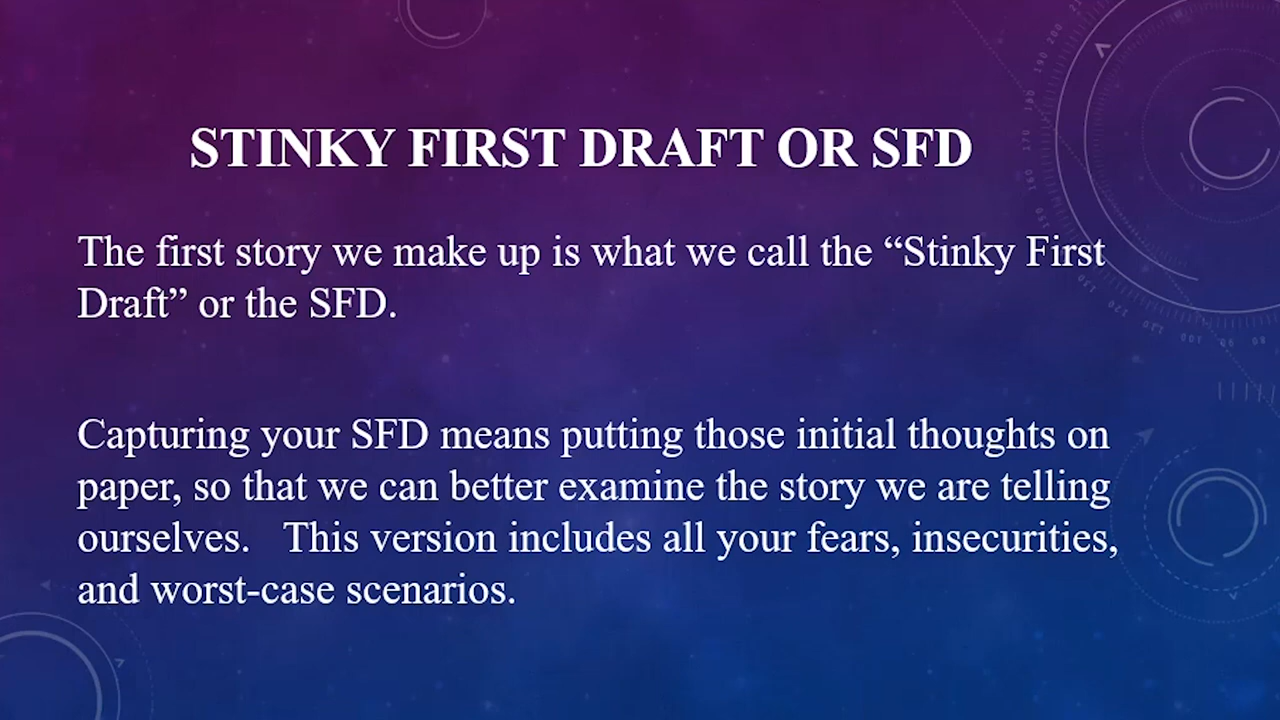 STINKY FIRST DRAFT OR SFD
The first story we make up is what we call the “Stinky First
Draft” or the SFD.
Capturing your SFD means putting those initial thoughts on
paper, so that we can better examine the story we are telling
ourselves.   This version includes all your fears, insecurities,
and worst-case scenarios.